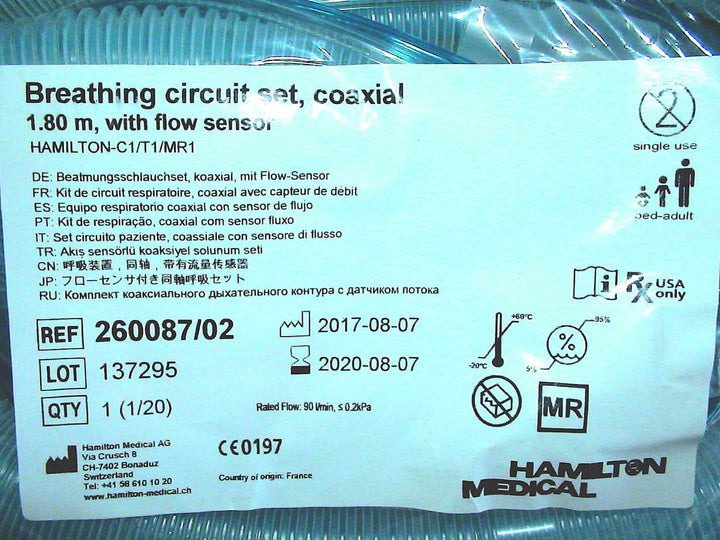 Breathing circuit set, coaxial
1.80 m, with flow sensor
HAMILTON-C1/T1/MR1
2
single use
ped-adult
DE: Beatmungsschlauchset, koaxial, mit Flow-Sensor
FR: Kit de circuit respiratoire, coaxial avec capteur de débit
ES: Equipo respiratorio coaxial con sensor de flujo
PT: Kit de respiração, coaxial com sensor fluxo
IT: Set circuito paziente, coassiale con sensore di flusso
TR: Akış sensörlü koaksiyel solunum seti
CN: 呼吸装置，同轴，带有流量传感器
JP: フローセンサ付き同軸呼吸セット
RU: Комплект коаксиального дыхательного контура с датчиком потока
i
Rx USA only
REF 260087/02
2017-08-07
LOT 137295
2020-08-07
QTY 1 (1/20)
+60°C
-20°C
95%
%
5%
MR
Rated Flow: 90 l/min, ≤ 0.2kPa
Hamilton Medical AG
Via Crusch 8
CH-7402 Bonaduz
Switzerland
Tel: +41 58 610 10 20
www.hamilton-medical.ch
CE0197
Country of origin: France
HAMILTON
MEDICAL